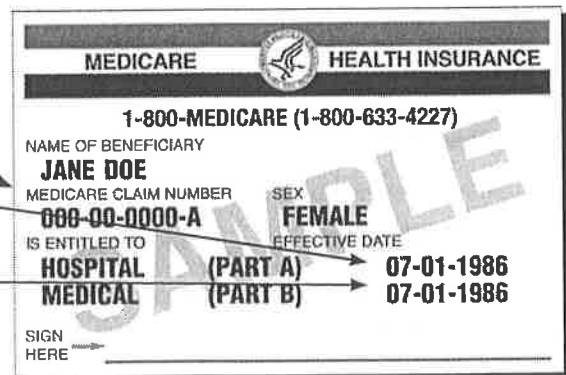 MEDICARE HEALTH INSURANCE
1-800-MEDICARE (1-800-633-4227)
NAME OF BENEFICIARY
JANE DOE
MEDICARE CLAIM NUMBER SEX
000-00-0000-A FEMALE
IS ENTITLED TO EFFECTIVE DATE
HOSPITAL (PART A) 07-01-1986
MEDICAL (PART B) 07-01-1986
SIGN
HERE
SAMPLE